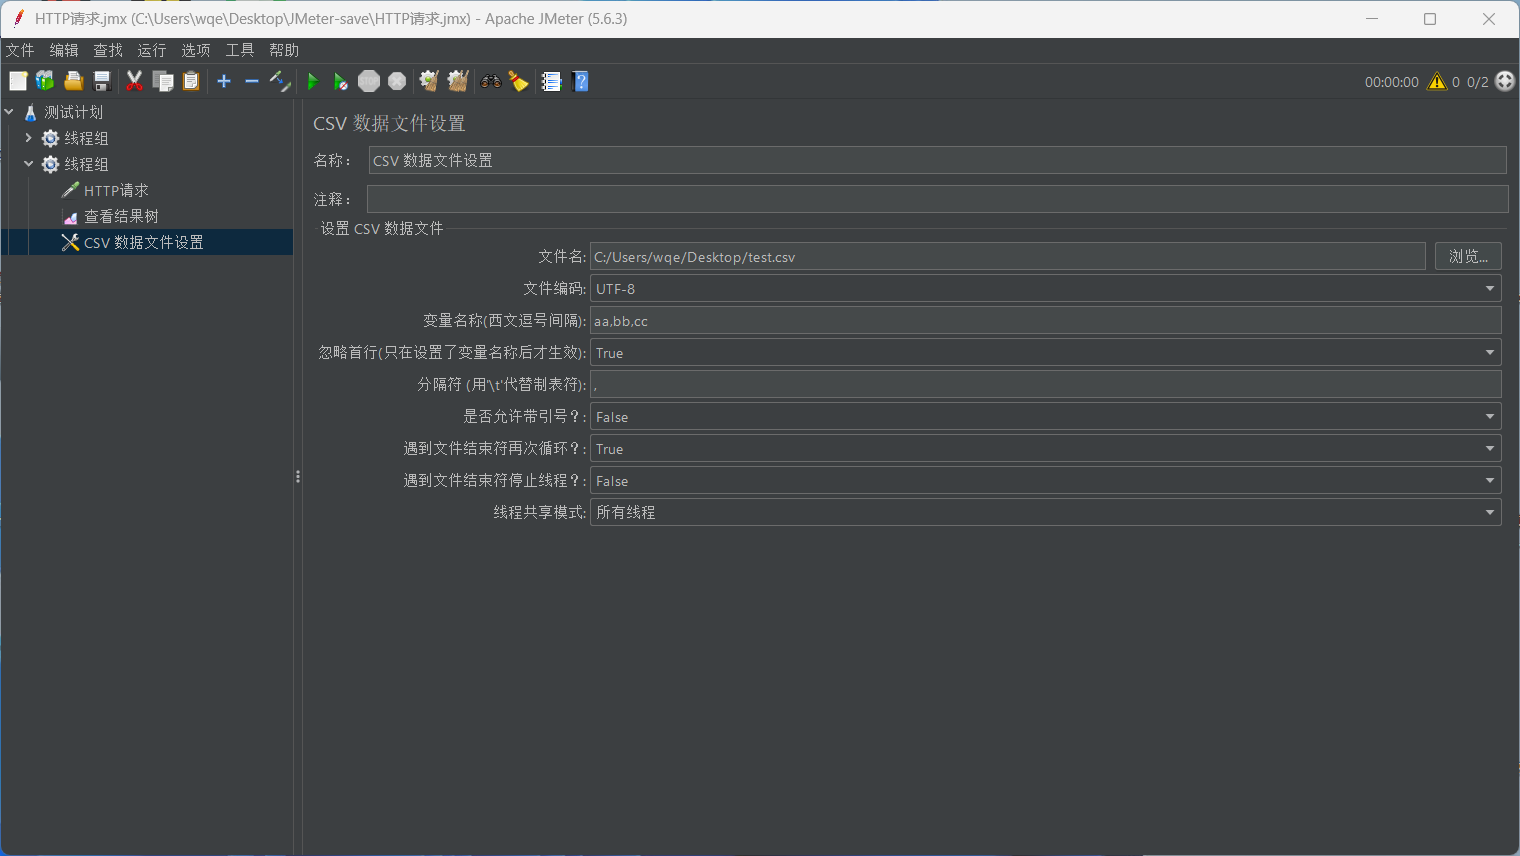 HTTP请求.jmx (C:\Users\wqe\Desktop\JMeter-save\HTTP请求.jmx) - Apache JMeter (5.6.3)
文件 编辑 查找 运行 选项 工具 帮助
STOP
00:00:00 0 0/2
测试计划
线程组
线程组
HTTP请求
查看结果树
CSV 数据文件设置
CSV 数据文件设置
名称： CSV 数据文件设置
注释：
设置 CSV 数据文件
文件名: C:/Users/wqe/Desktop/test.csv 浏览...
文件编码: UTF-8
变量名称(西文逗号间隔): aa,bb,cc
忽略首行(只在设置了变量名称后才生效): True
分隔符 (用'\t'代替制表符): ,
是否允许带引号？: False
遇到文件结束符再次循环？: True
遇到文件结束符停止线程？: False
线程共享模式: 所有线程